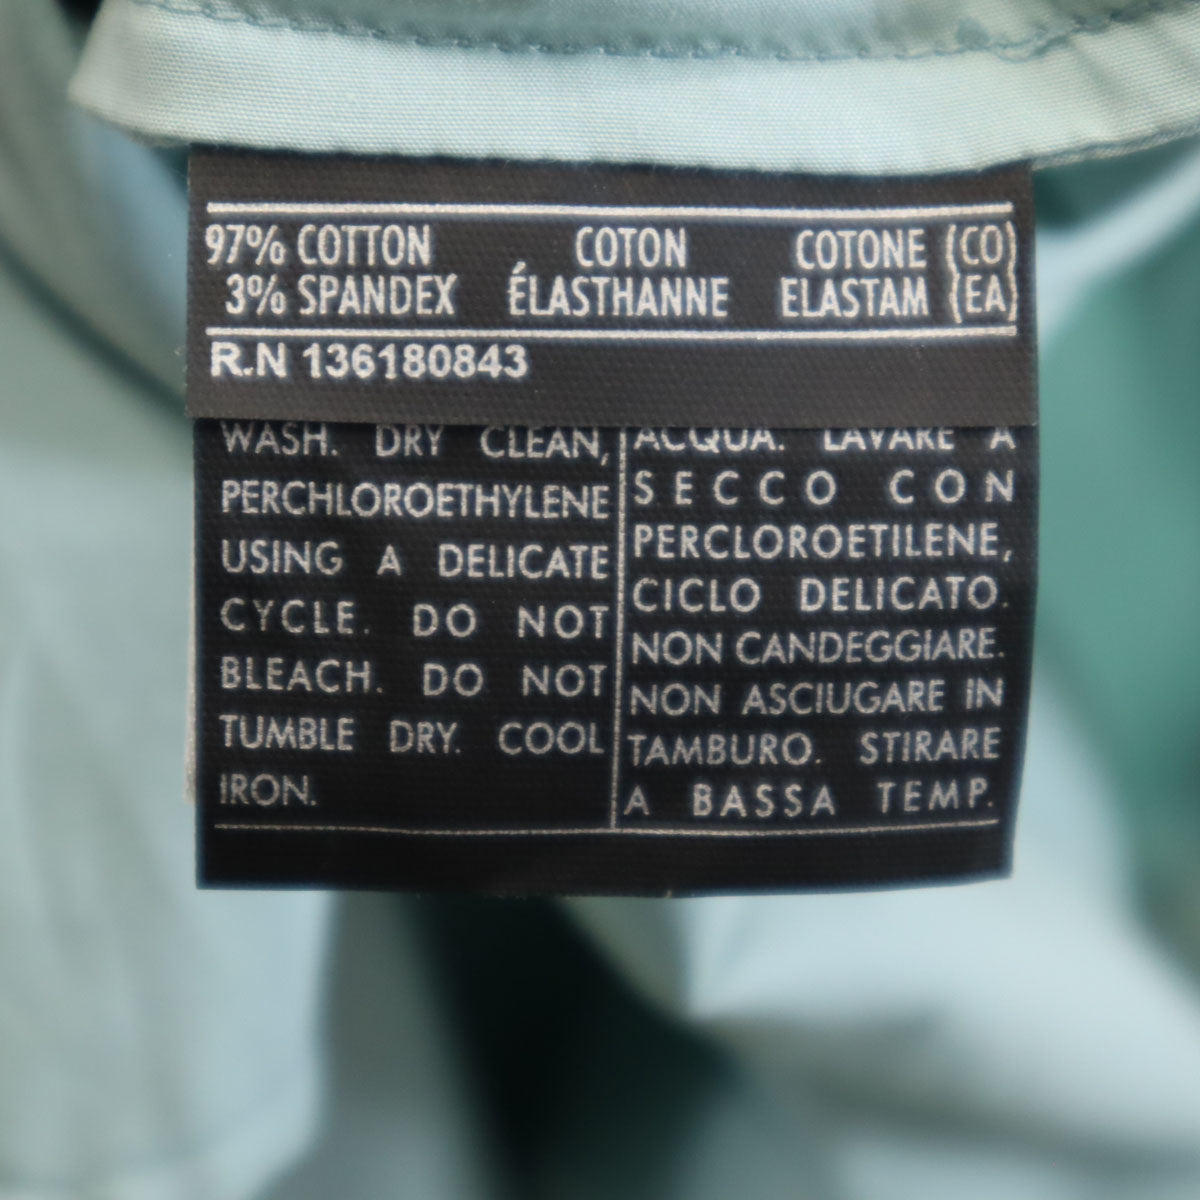 97% COTTON COTON COTONE (CO)
3% SPANDEX ÉLASTHANNE ELASTAM (EA)
R.N 136180843
WASH. DRY CLEAN,
PERCHLOROETHYLENE
USING A DELICATE
CYCLE. DO NOT
BLEACH. DO NOT
TUMBLE DRY. COOL
IRON.
ACQUA. LAVARE A
SECCO CON
PERCLOROETILENE,
CICLO DELICATO.
NON CANDEGGIARE.
NON ASCIUGARE IN
TAMBURO. STIRARE
A BASSA TEMP.